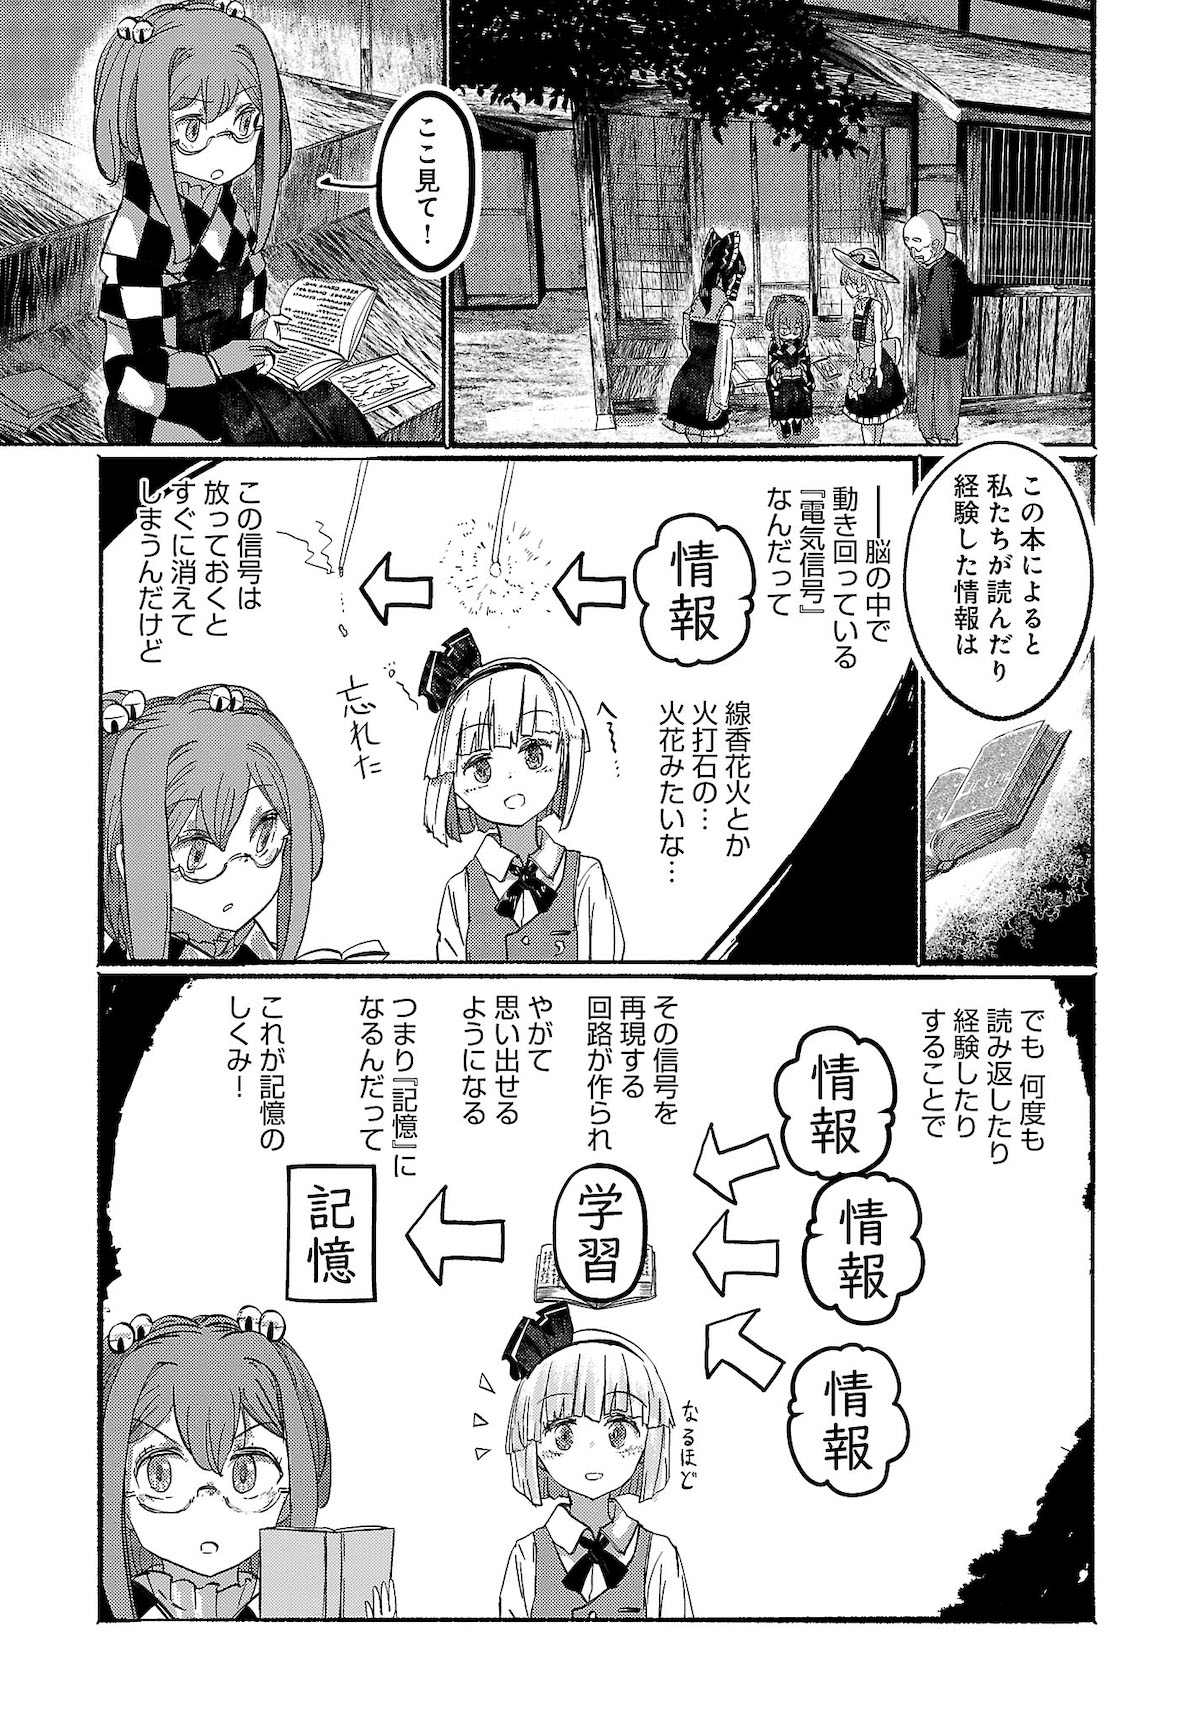 ここ見て！
この本によると
私たちが読んだり
経験した情報は
──脳の中で
動き回っている
『電気信号』
なんだって
線香花火とか
火打石の…
火花みたいな…
情報
へ〜
この信号は
放っておくと
すぐに消えて
しまうんだけど
忘れた
でも 何度も
読み返したり
経験したり
することで
情報
情報
情報
その信号を
再現する
回路が作られ
学習
なるほど
やがて
思い出せる
ようになる
つまり『記憶』に
なるんだって
記憶
これが記憶の
しくみ！